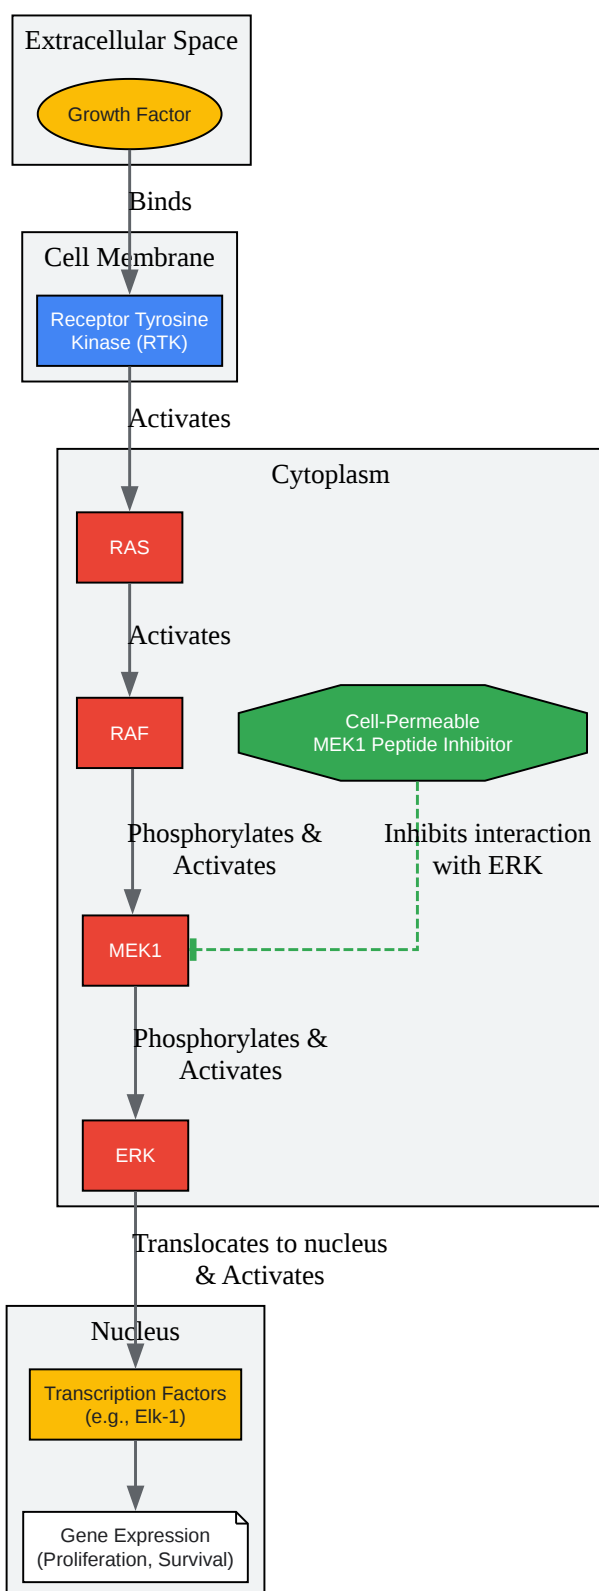 Extracellular Space
Growth Factor
Binds
Cell Membrane
Receptor Tyrosine
Kinase (RTK)
Activates
Cytoplasm
RAS
Activates
RAF
Cell-Permeable
MEK1 Peptide Inhibitor
Phosphorylates &
Activates
Inhibits interaction
with ERK
MEK1
Phosphorylates &
Activates
ERK
Translocates to nucleus
& Activates
Nucleus
Transcription Factors
(e.g., Elk-1)
Gene Expression
(Proliferation, Survival)